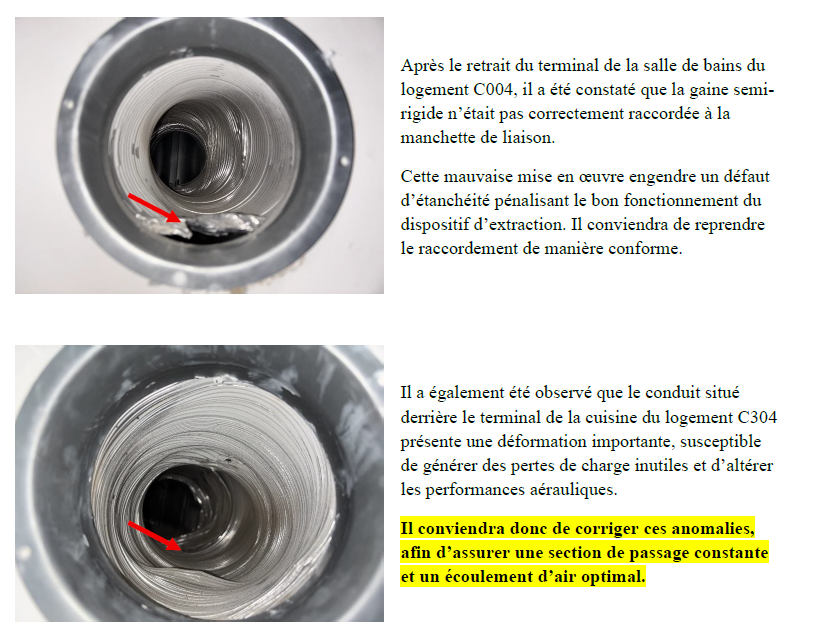 Après le retrait du terminal de la salle de bains du
logement C004, il a été constaté que la gaine semi-
rigide n’était pas correctement raccordée à la
manchette de liaison.
Cette mauvaise mise en œuvre engendre un défaut
d’étanchéité pénalisant le bon fonctionnement du
dispositif d’extraction. Il conviendra de reprendre
le raccordement de manière conforme.
Il a également été observé que le conduit situé
derrière le terminal de la cuisine du logement C304
présente une déformation importante, susceptible
de générer des pertes de charge inutiles et d’altérer
les performances aérauliques.
Il conviendra donc de corriger ces anomalies,
afin d’assurer une section de passage constante
et un écoulement d’air optimal.